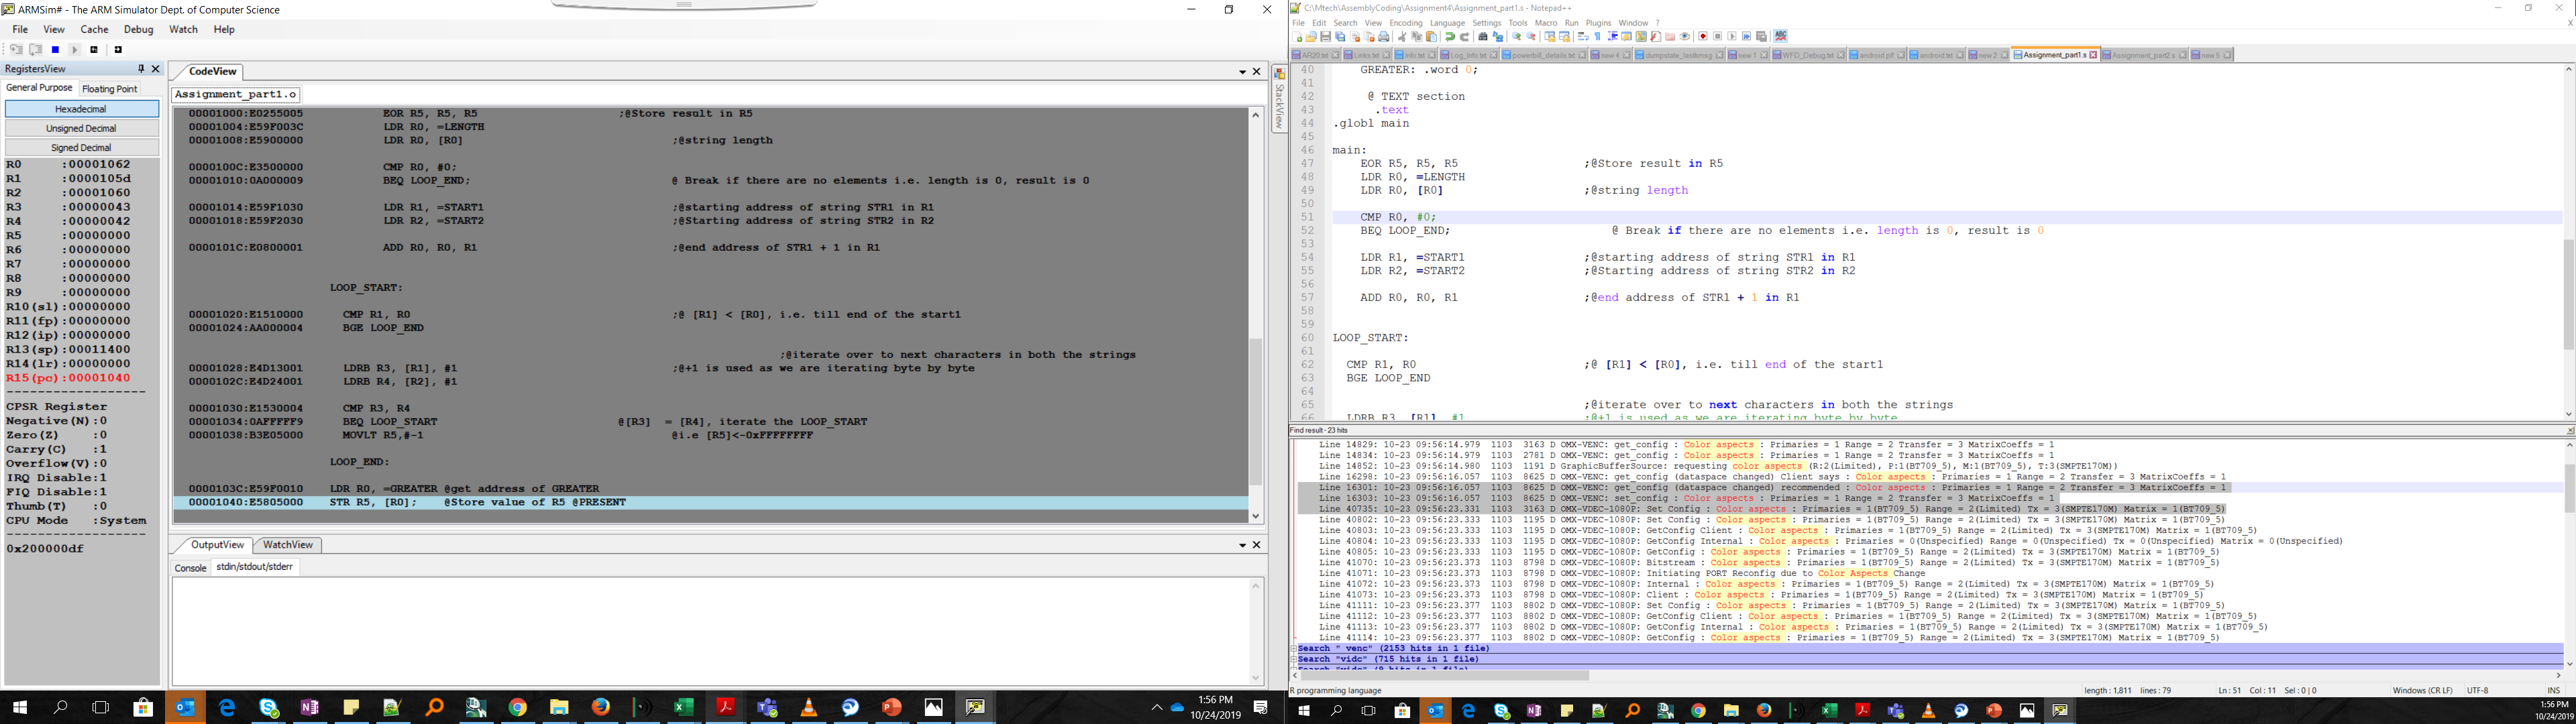 ARMSim# - The ARM Simulator Dept. of Computer Science
File View Cache Debug Watch Help
RegistersView
General Purpose Floating Point
Hexadecimal
Unsigned Decimal
Signed Decimal
R0 :00001062
R1 :0000105d
R2 :00001060
R3 :00000043
R4 :00000042
R5 :00000000
R6 :00000000
R7 :00000000
R8 :00000000
R9 :00000000
R10(sl):00000000
R11(fp):00000000
R12(ip):00000000
R13(sp):00011400
R14(lr):00000000
R15(pc):00001040
CPSR Register
Negative(N):0
Zero(Z) :0
Carry(C) :1
Overflow(V):0
IRQ Disable:1
FIQ Disable:1
Thumb(T) :0
CPU Mode :System
0x200000df
CodeView
Assignment_part1.o
00001000:E0255005 EOR R5, R5, R5 ;@Store result in R5
00001004:E59F003C LDR R0, =LENGTH
00001008:E5900000 LDR R0, [R0] ;@string length
0000100C:E3500000 CMP R0, #0;
00001010:0A000009 BEQ LOOP_END; @ Break if there are no elements i.e. length is 0, result is 0
00001014:E59F1030 LDR R1, =START1 ;@starting address of string STR1 in R1
00001018:E59F2030 LDR R2, =START2 ;@Starting address of string STR2 in R2
0000101C:E0800001 ADD R0, R0, R1 ;@end address of STR1 + 1 in R1
LOOP_START:
00001020:E1510000 CMP R1, R0 ;@ [R1] < [R0], i.e. till end of the start1
00001024:AA000004 BGE LOOP_END
;@iterate over to next characters in both the strings
00001028:E4D13001 LDRB R3, [R1], #1 ;@+1 is used as we are iterating byte by byte
0000102C:E4D24001 LDRB R4, [R2], #1
00001030:E1530004 CMP R3, R4
00001034:0AFFFFF9 BEQ LOOP_START @[R3] = [R4], iterate the LOOP_START
00001038:B3E05000 MOVLT R5,#-1 @i.e [R5]<-0xFFFFFFFF
LOOP_END:
0000103C:E59F0010 LDR R0, =GREATER @get address of GREATER
00001040:E5805000 STR R5, [R0]; @Store value of R5 @PRESENT
OutputView WatchView
Console stdin/stdout/stderr
StackView
1:56 PM
10/24/2019
C:\Mtech\AssemblyCoding\Assignment4\Assignment_part1.s - Notepad++
File Edit Search View Encoding Language Settings Tools Macro Run Plugins Window ?
AR20.txt Links.txt Info.txt Log_Info.txt powerbill_details.txt new 4 dumpstate_lastkmsg new 1 WFD_Debug.txt android.pil android.txt new 2 Assignment_part1.s Assignment_part2.s new 5
40 GREATER: .word 0;
41
42 @ TEXT section
43 .text
44 .globl main
45
46 main:
47 EOR R5, R5, R5 ;@Store result in R5
48 LDR R0, =LENGTH
49 LDR R0, [R0] ;@string length
50
51 CMP R0, #0;
52 BEQ LOOP_END; @ Break if there are no elements i.e. length is 0, result is 0
53
54 LDR R1, =START1 ;@starting address of string STR1 in R1
55 LDR R2, =START2 ;@Starting address of string STR2 in R2
56
57 ADD R0, R0, R1 ;@end address of STR1 + 1 in R1
58
59
60 LOOP_START:
61
62 CMP R1, R0 ;@ [R1] < [R0], i.e. till end of the start1
63 BGE LOOP_END
64
65 ;@iterate over to next characters in both the strings
66 LDRB R3, [R1], #1 ;@+1 is used as we are iterating byte by byte
Find result - 23 hits
Line 14829: 10-23 09:56:14.979 1103 3163 D OMX-VENC: get_config : Color aspects : Primaries = 1 Range = 2 Transfer = 3 MatrixCoeffs = 1
Line 14834: 10-23 09:56:14.979 1103 2781 D OMX-VENC: get_config : Color aspects : Primaries = 1 Range = 2 Transfer = 3 MatrixCoeffs = 1
Line 14852: 10-23 09:56:14.980 1103 1191 D GraphicBufferSource: requesting color aspects (R:2(Limited), P:1(BT709_5), M:1(BT709_5), T:3(SMPTE170M))
Line 16298: 10-23 09:56:16.057 1103 8625 D OMX-VENC: get_config (dataspace changed) Client says : Color aspects : Primaries = 1 Range = 2 Transfer = 3 MatrixCoeffs = 1
Line 16301: 10-23 09:56:16.057 1103 8625 D OMX-VENC: get_config (dataspace changed) recommended : Color aspects : Primaries = 1 Range = 2 Transfer = 3 MatrixCoeffs = 1
Line 16303: 10-23 09:56:16.057 1103 8625 D OMX-VENC: set_config : Color aspects : Primaries = 1 Range = 2 Transfer = 3 MatrixCoeffs = 1
Line 40735: 10-23 09:56:23.331 1103 3163 D OMX-VDEC-1080P: Set Config : Color aspects : Primaries = 1(BT709_5) Range = 2(Limited) Tx = 3(SMPTE170M) Matrix = 1(BT709_5)
Line 40802: 10-23 09:56:23.333 1103 1195 D OMX-VDEC-1080P: Set Config : Color aspects : Primaries = 1(BT709_5) Range = 2(Limited) Tx = 3(SMPTE170M) Matrix = 1(BT709_5)
Line 40803: 10-23 09:56:23.333 1103 1195 D OMX-VDEC-1080P: GetConfig Client : Color aspects : Primaries = 1(BT709_5) Range = 2(Limited) Tx = 3(SMPTE170M) Matrix = 1(BT709_5)
Line 40804: 10-23 09:56:23.333 1103 1195 D OMX-VDEC-1080P: GetConfig Internal : Color aspects : Primaries = 0(Unspecified) Range = 0(Unspecified) Tx = 0(Unspecified) Matrix = 0(Unspecified)
Line 40805: 10-23 09:56:23.333 1103 1195 D OMX-VDEC-1080P: GetConfig : Color aspects : Primaries = 1(BT709_5) Range = 2(Limited) Tx = 3(SMPTE170M) Matrix = 1(BT709_5)
Line 41070: 10-23 09:56:23.373 1103 8798 D OMX-VDEC-1080P: Bitstream : Color aspects : Primaries = 1(BT709_5) Range = 2(Limited) Tx = 3(SMPTE170M) Matrix = 1(BT709_5)
Line 41071: 10-23 09:56:23.373 1103 8798 D OMX-VDEC-1080P: Initiating PORT Reconfig due to Color Aspects Change
Line 41072: 10-23 09:56:23.373 1103 8798 D OMX-VDEC-1080P: Internal : Color aspects : Primaries = 1(BT709_5) Range = 2(Limited) Tx = 3(SMPTE170M) Matrix = 1(BT709_5)
Line 41073: 10-23 09:56:23.373 1103 8798 D OMX-VDEC-1080P: Client : Color aspects : Primaries = 1(BT709_5) Range = 2(Limited) Tx = 3(SMPTE170M) Matrix = 1(BT709_5)
Line 41111: 10-23 09:56:23.377 1103 8802 D OMX-VDEC-1080P: Set Config : Color aspects : Primaries = 1(BT709_5) Range = 2(Limited) Tx = 3(SMPTE170M) Matrix = 1(BT709_5)
Line 41112: 10-23 09:56:23.377 1103 8802 D OMX-VDEC-1080P: GetConfig Client : Color aspects : Primaries = 1(BT709_5) Range = 2(Limited) Tx = 3(SMPTE170M) Matrix = 1(BT709_5)
Line 41113: 10-23 09:56:23.377 1103 8802 D OMX-VDEC-1080P: GetConfig Internal : Color aspects : Primaries = 1(BT709_5) Range = 2(Limited) Tx = 3(SMPTE170M) Matrix = 1(BT709_5)
Line 41114: 10-23 09:56:23.377 1103 8802 D OMX-VDEC-1080P: GetConfig : Color aspects : Primaries = 1(BT709_5) Range = 2(Limited) Tx = 3(SMPTE170M) Matrix = 1(BT709_5)
Search " venc" (2153 hits in 1 file)
Search "vidc" (715 hits in 1 file)
R programming language length : 1,811 lines : 79 Ln : 51 Col : 11 Sel : 0 | 0 Windows (CR LF) UTF-8 INS
1:56 PM
10/24/2019